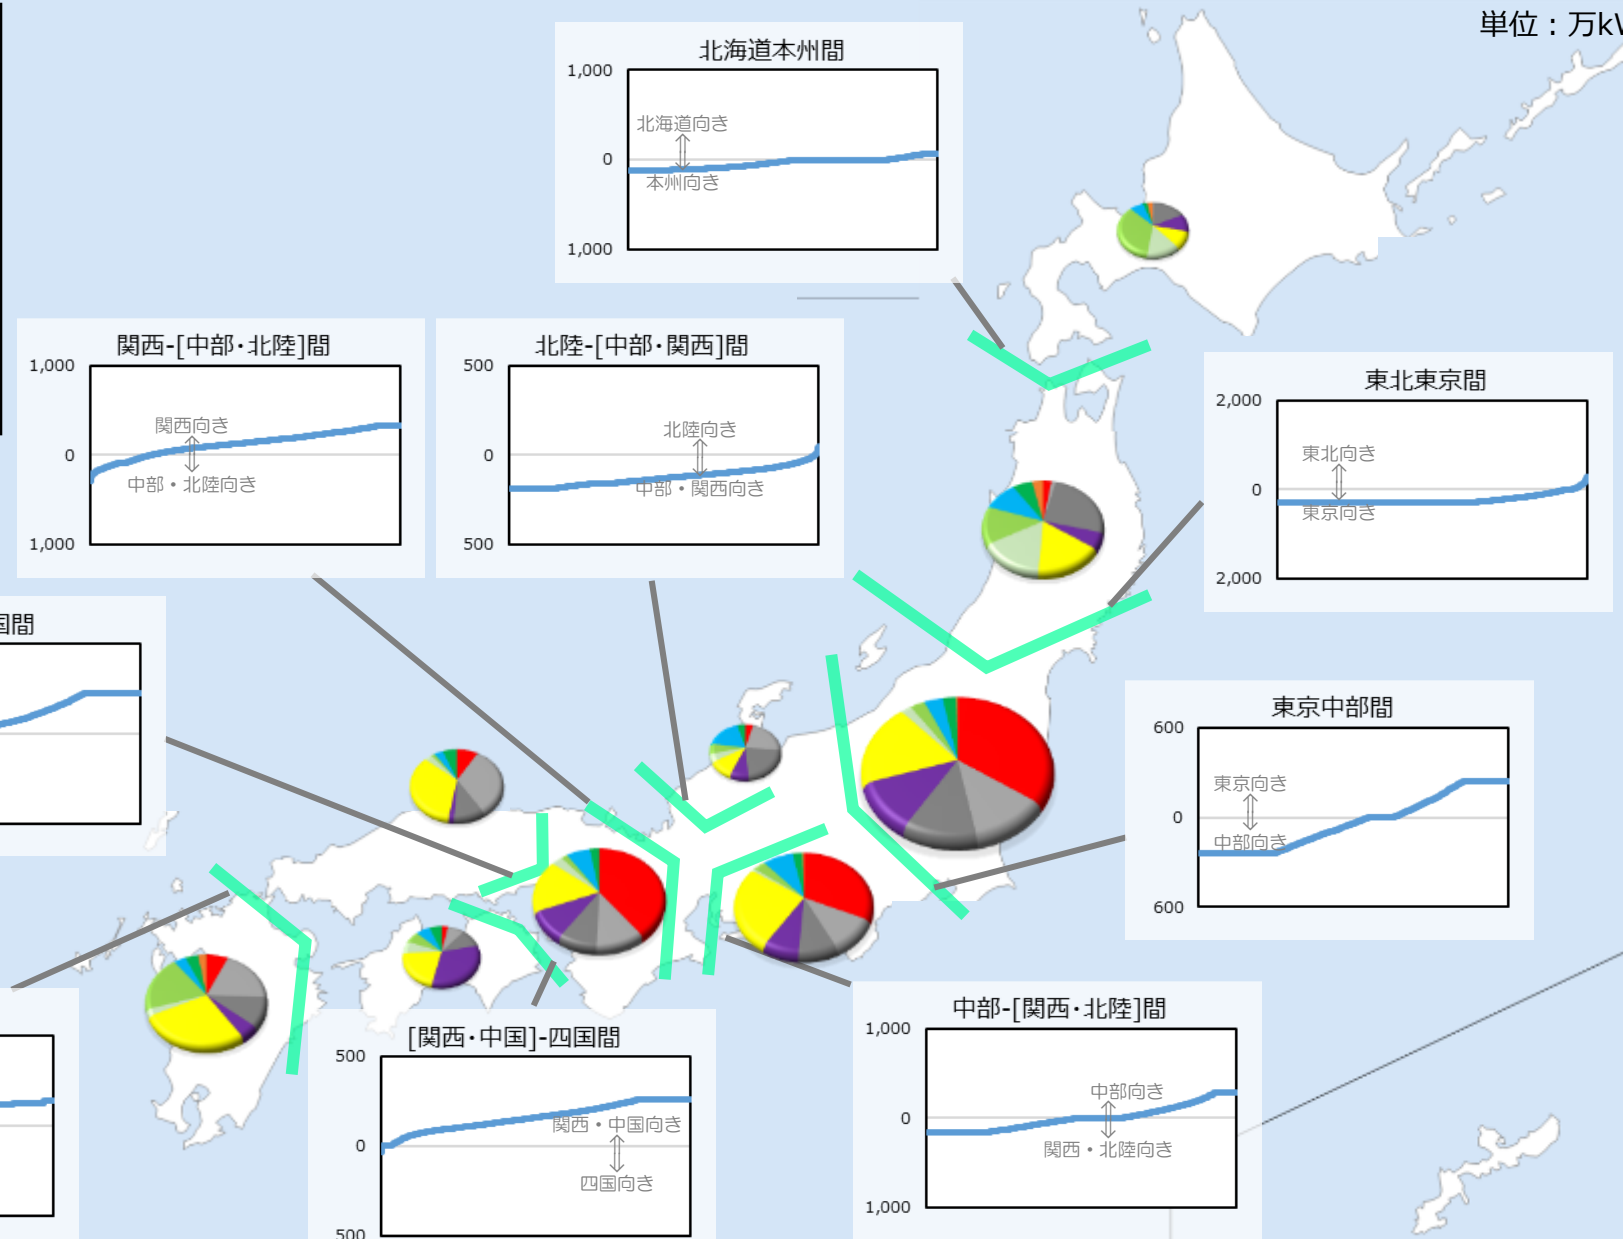 単位：万k
北海道本州間
1,000
北海道向き
0
本州向き
1,000
関西-[中部・北陸]間
1,000
関西向き
0
中部・北陸向き
1,000
北陸-[中部・関西]間
500
北陸向き
0
中部・関西向き
500
東北東京間
2,000
東北向き
0
東京向き
2,000
国間
東京中部間
600
東京向き
0
中部向き
600
[関西・中国]-四国間
500
関西・中国向き
0
四国向き
500
中部-[関西・北陸]間
1,000
中部向き
0
関西・北陸向き
1,000